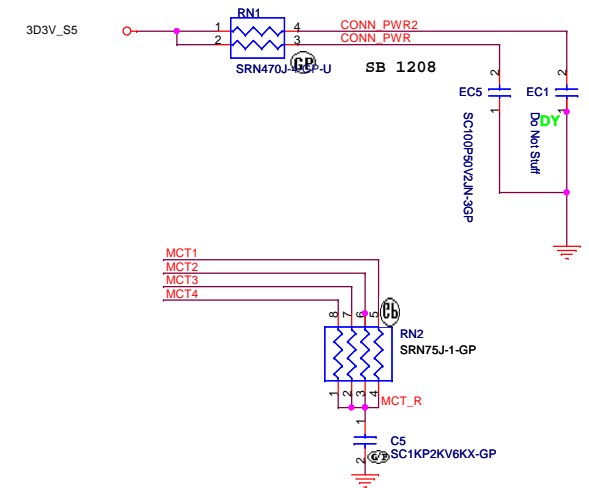 RN1
3D3V_S5
1
4
CONN_PWR2
2
3
CONN_PWR
GP
SB 1208
2
2
EC5
EC1
1
1
DY
SC100P50V2JN-3GP
Do Not Stuff
MCT1
MCT2
MCT3
MCT4
8
7
6
5
RN2
SRN75J-1-GP
1
2
3
4
MCT_R
1
C5
2
G/P
SC1KP2KV6KX-GP